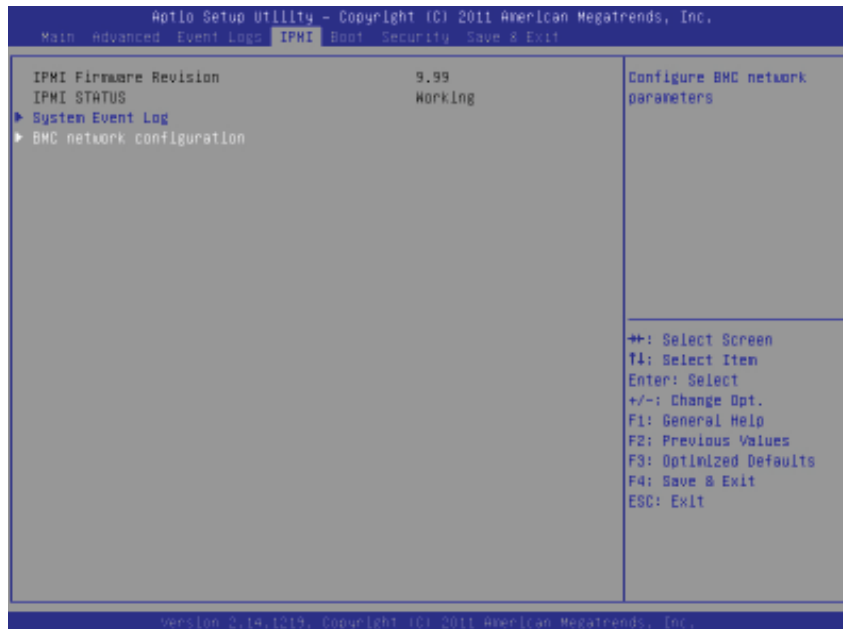 Aptio Setup Utility – Copyright (C) 2011 American Megatrends, Inc.
Main Advanced Event Logs IPMI Boot Security Save & Exit
IPMI Firmware Revision 9.99
IPMI STATUS Working
System Event Log
BMC network configuration
Configure BMC network
parameters
→←: Select Screen
↑↓: Select Item
Enter: Select
+/-: Change Opt.
F1: General Help
F2: Previous Values
F3: Optimized Defaults
F4: Save & Exit
ESC: Exit
Version 2.14.1219. Copyright (C) 2011 American Megatrends, Inc.